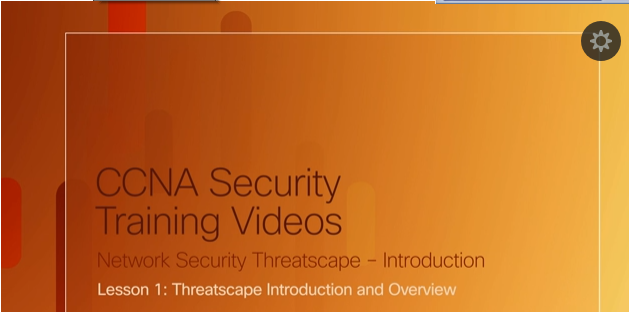 CCNA Security
Training Videos
Network Security Threatscape – Introduction
Lesson 1: Threatscape Introduction and Overview